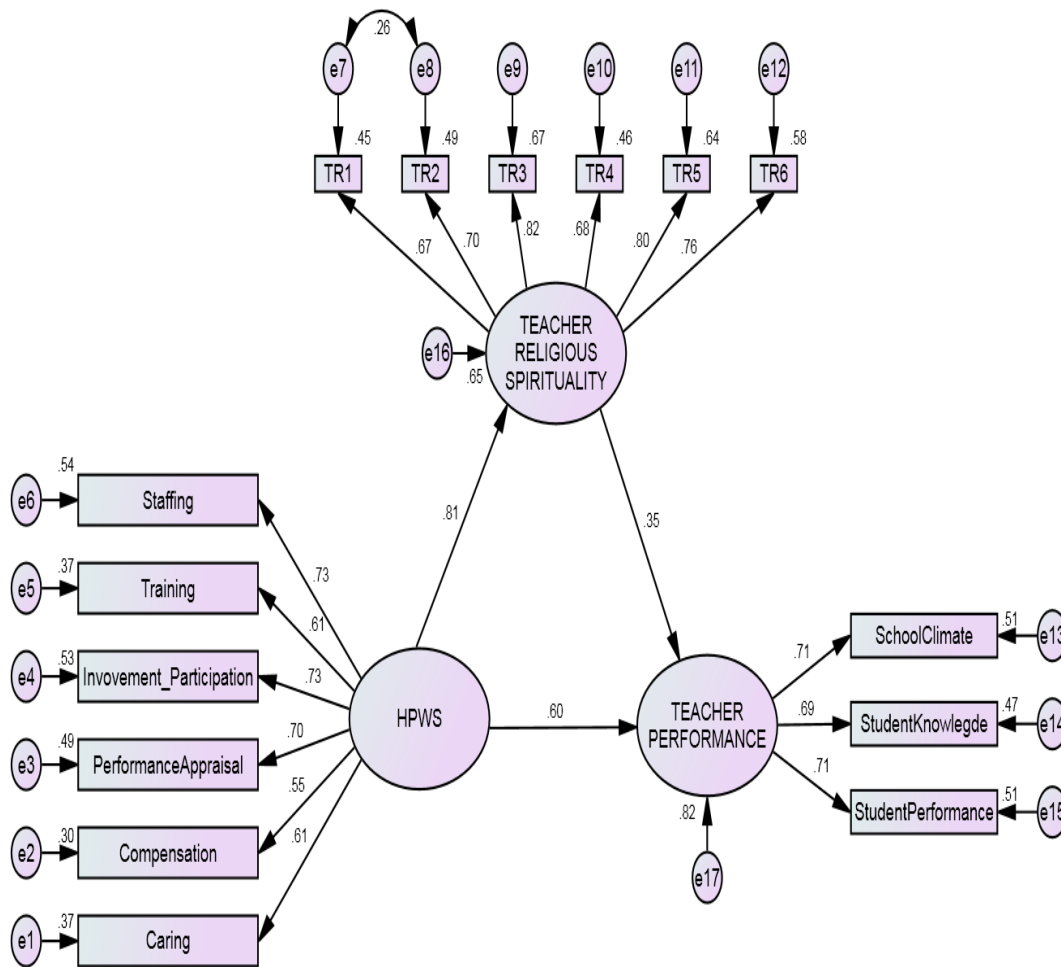 .26
e7
e8
e9
e10
e11
e12
.45
.49
.67
.46
.64
.58
TR1
TR2
TR3
TR4
TR5
TR6
.67
.70
.82
.68
.80
.76
TEACHER
RELIGIOUS
SPIRITUALITY
e16
.65
.81
.35
e6
.54
Staffing
.73
e5
.37
Training
.61
e4
.53
Invovement_Participation
.73
e3
.49
PerformanceAppraisal
.70
e2
.30
Compensation
.55
e1
.37
Caring
.61
HPWS
.60
TEACHER
PERFORMANCE
.82
e17
.71
SchoolClimate
.51
e13
.69
StudentKnowlegde
.47
e14
.71
StudentPerformance
.51
e15